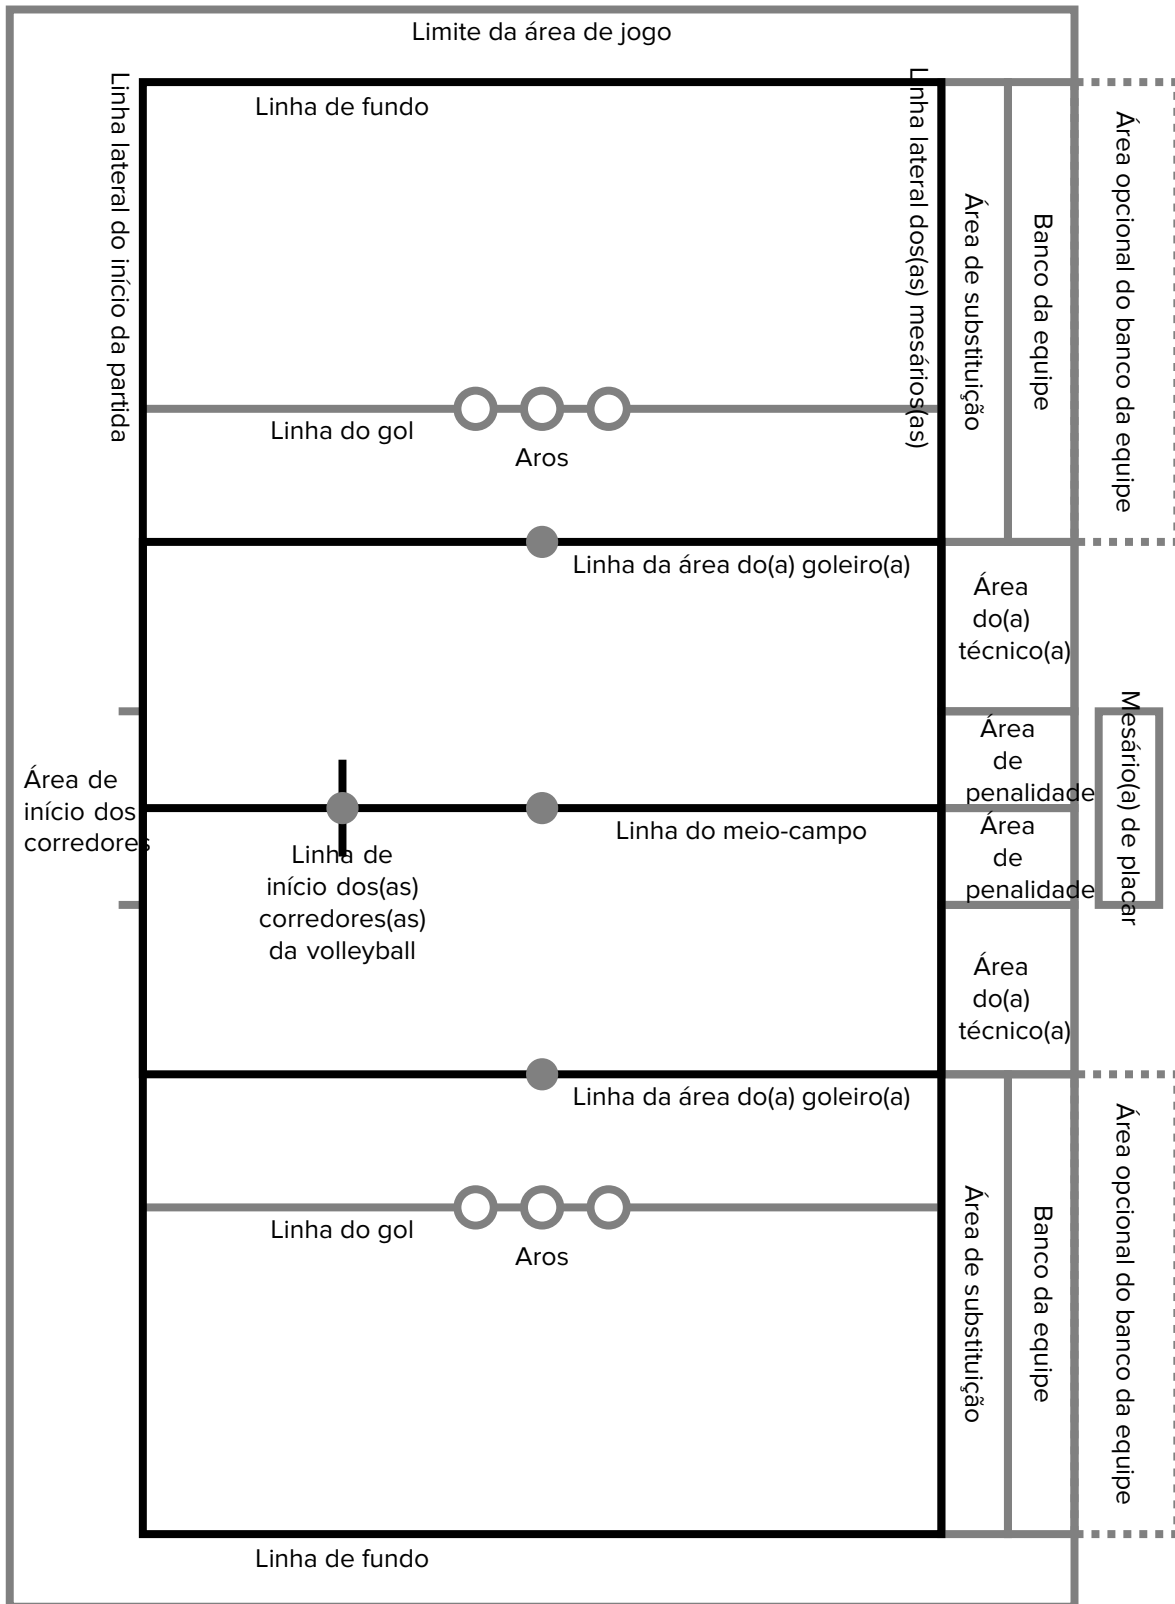 Limite da área de jogo
Linha de fundo
Linha lateral do início da partida
Linha lateral dos(as) mesários(as)
Área de substituição
Banco da equipe
Área opcional do banco da equipe
Linha do gol
Aros
Linha da área do(a) goleiro(a)
Área
do(a)
técnico(a)
Área
de
penalidade
Mesário(a) de placar
Área de
início dos
corredores
Linha do meio-campo
Área
de
penalidade
Linha de
início dos(as)
corredores(as)
da volleyball
Área
do(a)
técnico(a)
Linha da área do(a) goleiro(a)
Linha do gol
Aros
Área de substituição
Banco da equipe
Área opcional do banco da equipe
Linha de fundo